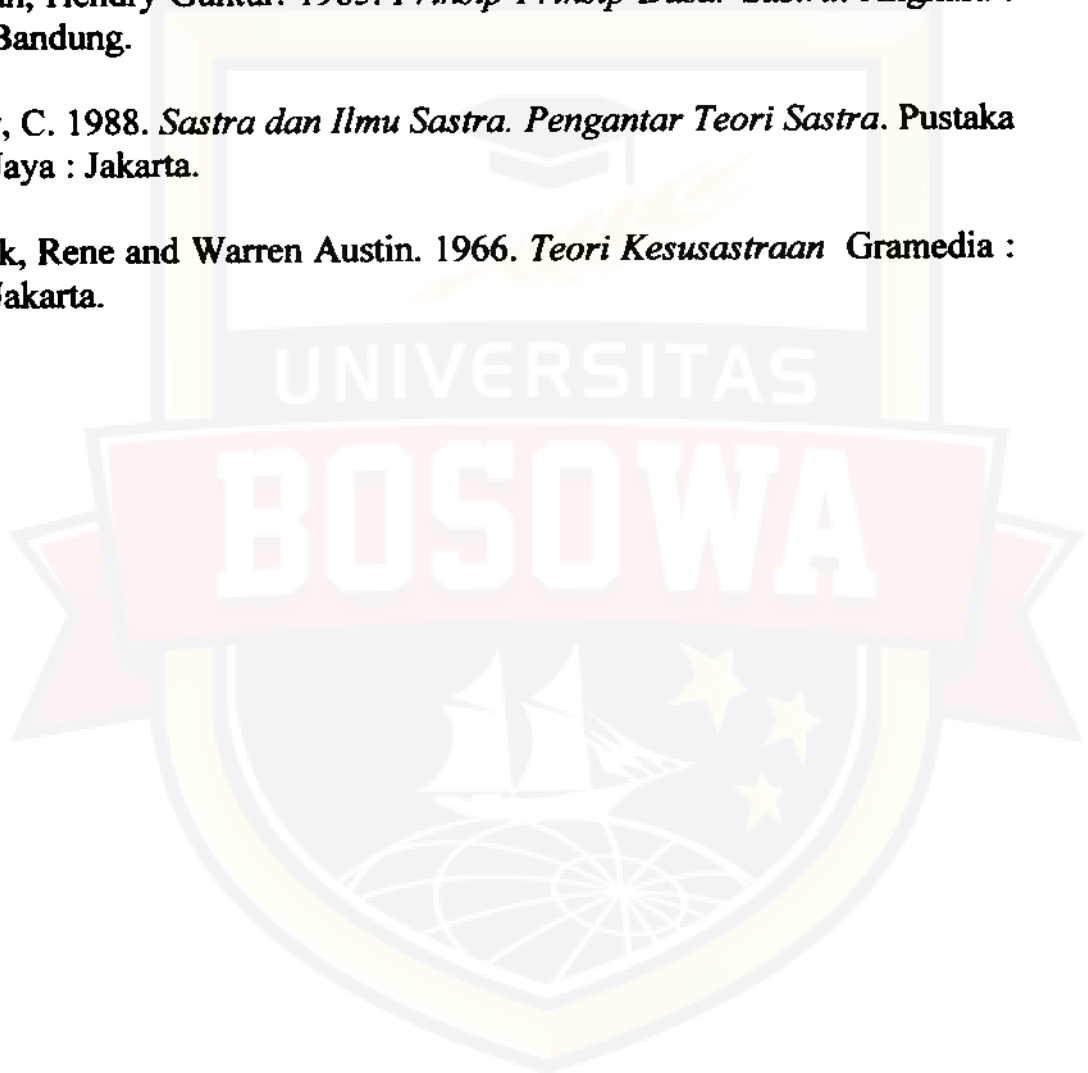 Bandung.
, C. 1988. Sastra dan Ilmu Sastra. Pengantar Teori Sastra. Pustaka
Jaya : Jakarta.
k, Rene and Warren Austin. 1966. Teori Kesusastraan Gramedia :
Jakarta.
UNIVERSITAS
BOSOWA